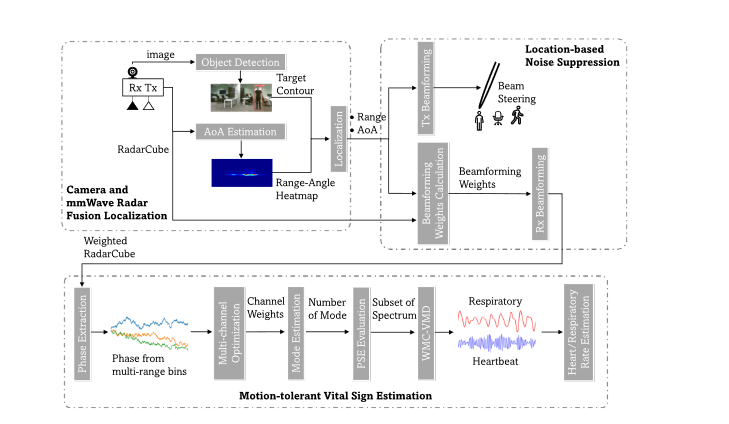 image
Object Detection
Target
Contour
Rx Tx
AoA Estimation
RadarCube
Range-Angle
Heatmap
Localization
Camera and
mmWave Radar
Fusion Localization
• Range
• AoA
Location-based
Noise Suppression
Tx Beamforming
Beam
Steering
Beamforming
Weights Calculation
Beamforming
Weights
Rx Beamforming
Weighted
RadarCube
Phase Extraction
Phase from
multi-range bins
Multi-channel
Optimization
Channel
Weights
Mode Estimation
Number
of Mode
PSE Evaluation
Subset of
Spectrum
WMC-VMD
Respiratory
Heartbeat
Heart/Respiratory
Rate Estimation
Motion-tolerant Vital Sign Estimation